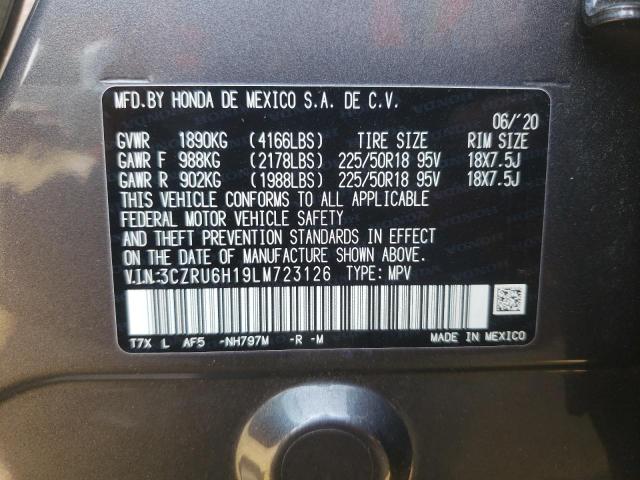 MFD.BY HONDA DE MEXICO S.A. DE C.V.
06/'20
GVWR 1890KG (4166LBS) TIRE SIZE RIM SIZE
GAWR F 988KG (2178LBS) 225/50R18 95V 18X7.5J
GAWR R 902KG (1988LBS) 225/50R18 95V 18X7.5J
THIS VEHICLE CONFORMS TO ALL APPLICABLE
FEDERAL MOTOR VEHICLE SAFETY
AND THEFT PREVENTION STANDARDS IN EFFECT
ON THE DATE OF MANUFACTURE SHOWN ABOVE.
V.I.N:3CZRU6H19LM723126 TYPE:MPV
T7X L AF5 -NH797M -R -M
MADE IN MEXICO